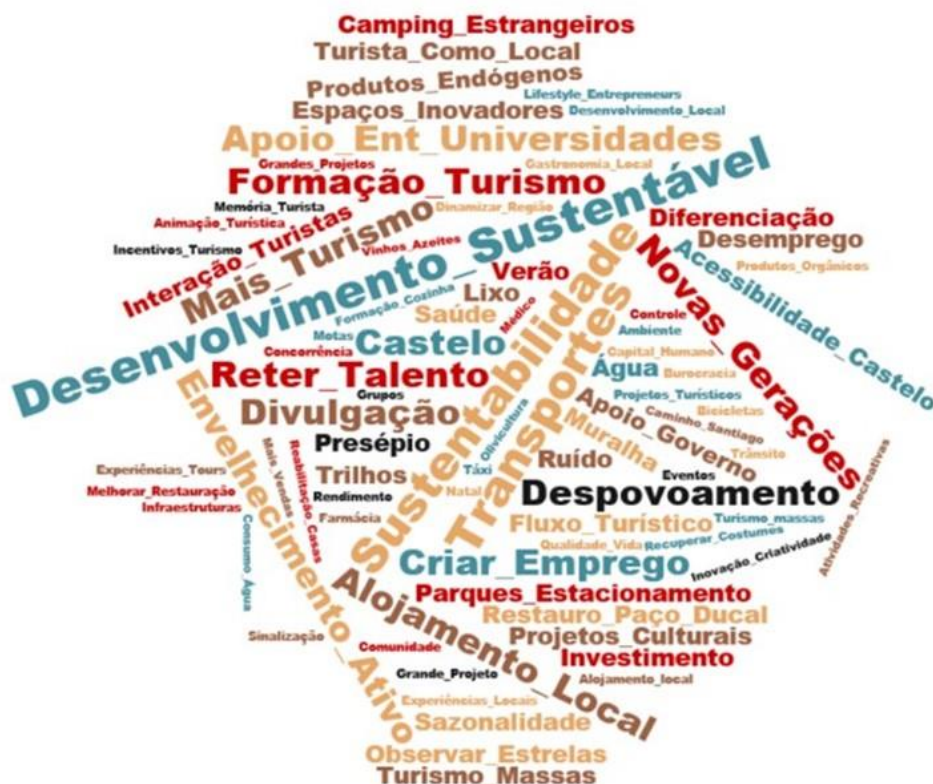 Camping_Estrangeiros
Turista_Como_Local
Produtos_Endógenos
Lifestyle_Entrepreneurs
Espaços_Inovadores
Desenvolvimento_Local
Apoio_Ent_Universidades
Grandes_Projetos
Gastronomia_Local
Formação_Turismo
Desenvolvimento_Sustentável
Memória_Turista
Dinamizar_Região
Animação_Turística
Interação_Turistas
Mais_Turismo
Diferenciação
Desemprego
Incentivos_Turismo
Vinhos_Azeites
Verão
Novas_Gerações
Acessibilidade_Castelo
Produtos_Orgânicos
Formação_Cozinha
Lixo
Saúde
Médico
Sustentabilidade
Transportes
Controle
Ambiente
Motas
Castelo
Concorrência
Capital_Humano
Água
Burocracia
Reter_Talento
Grupos
Projetos_Turísticos
Envelhecimento_Ativo
Divulgação
Olivicultura
Apoio_Governo
Caminho_Santiago
Bicicletas
Muralha
Presépio
Trânsito
Mais_Vendas
Reabilitação_Casas
Ruído
Experiências_Tours
Trilhos
Táxi
Eventos
Atividades_Recreativas
Melhorar_Restauração
Rendimento
Natal
Despovoamento
Infraestruturas
Farmácia
Fluxo_Turístico
Turismo_massas
Consumo_Água
Qualidade_Vida
Recuperar_Costumes
Criar_Emprego
Inovação_Criatividade
Alojamento_Local
Parques_Estacionamento
Restauro_Paço_Ducal
Sinalização
Projetos_Culturais
Comunidade
Investimento
Grande_Projeto
Alojamento_local
Experiências_Locais
Sazonalidade
Observar_Estrelas
Turismo_Massas